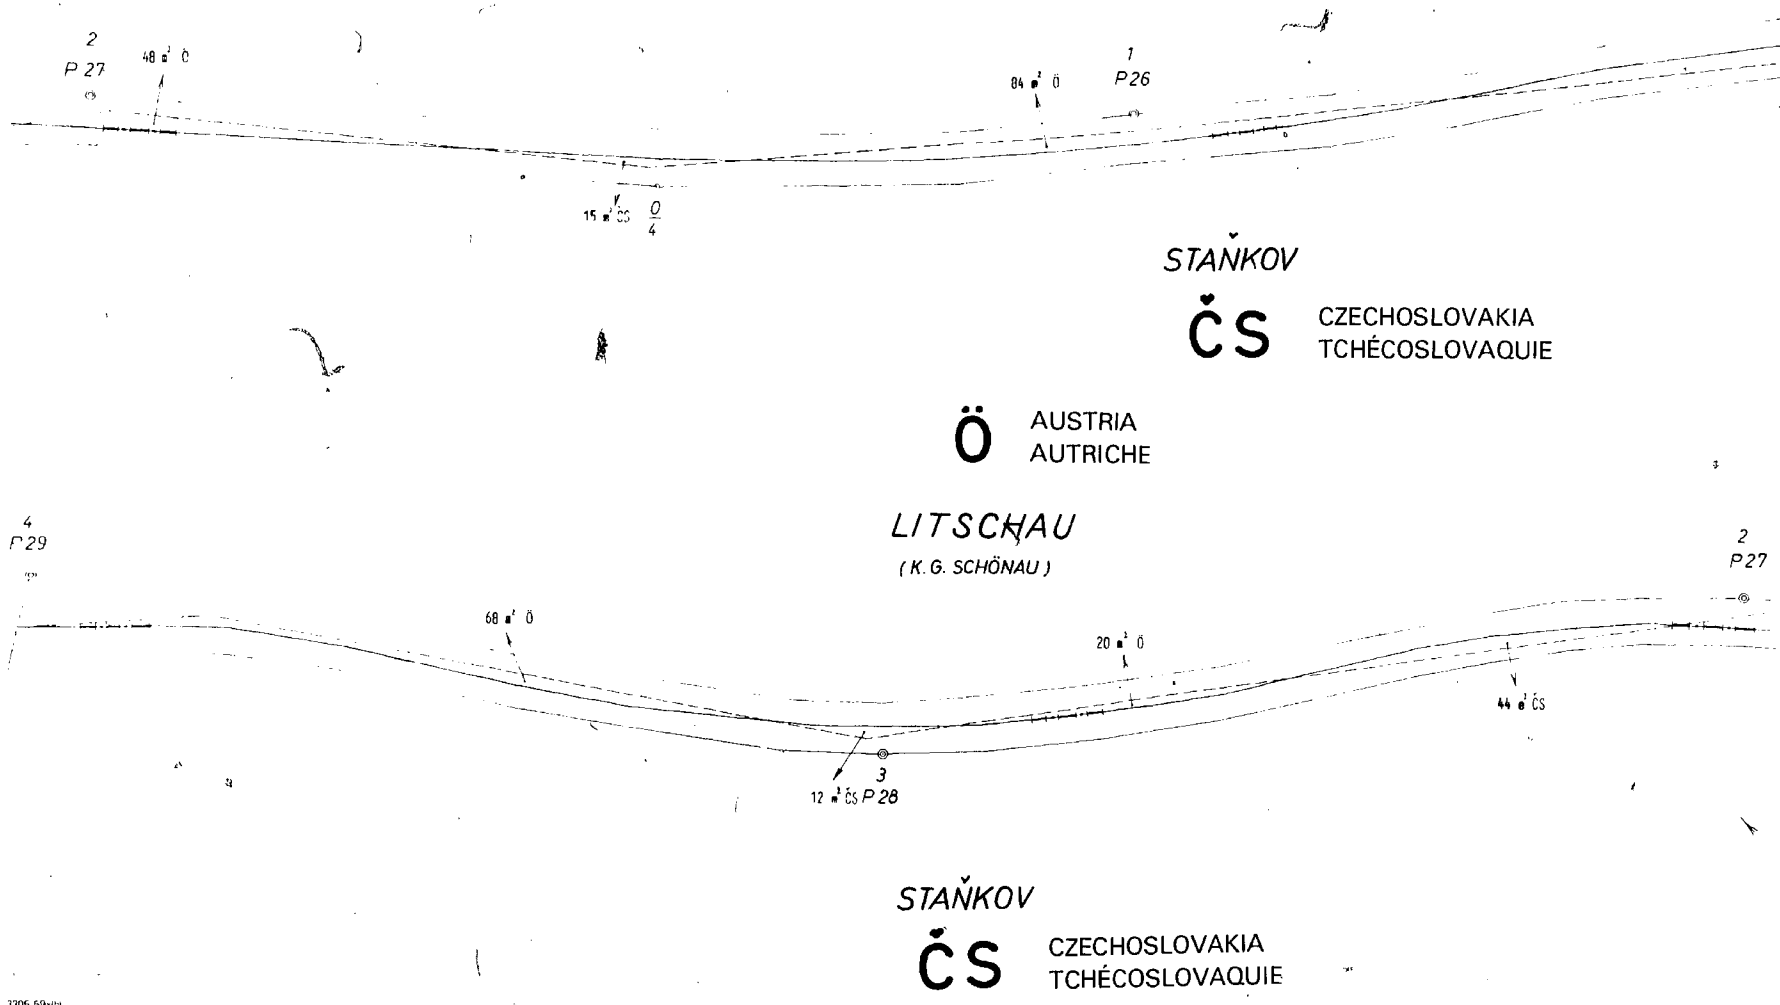 2
P 27
48 m² Ö
84 m² Ö
1
P26
15 m² ČS
0
4
STAŇKOV
ČS
CZECHOSLOVAKIA
TCHÉCOSLOVAQUIE
Ö
AUSTRIA
AUTRICHE
LITSCHAU
(K.G. SCHÖNAU)
4
P 29
2
P27
68 m² Ö
20 m² Ö
44 m² ČS
3
12 m² ČS P 28
STAŇKOV
ČS
CZECHOSLOVAKIA
TCHÉCOSLOVAQUIE